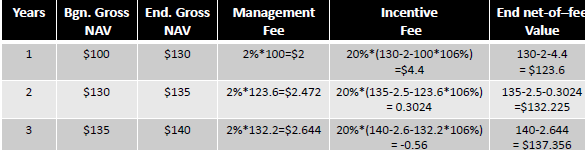 Years Bgn. Gross NAV End. Gross NAV Management Fee Incentive Fee End net-of-fee Value
1 $100 $130 2%*100=$2 20%*(130-2-100*106%) =$4.4 130-2-4.4 = $123.6
2 $130 $135 2%*123.6=$2.472 20%*(135-2.5-123.6*106%) = 0.3024 135-2.5-0.3024 =$132.225
3 $135 $140 2%*132.2=$2.644 20%*(140-2.6-132.2*106%) = -0.56 140-2.644 = $137.356